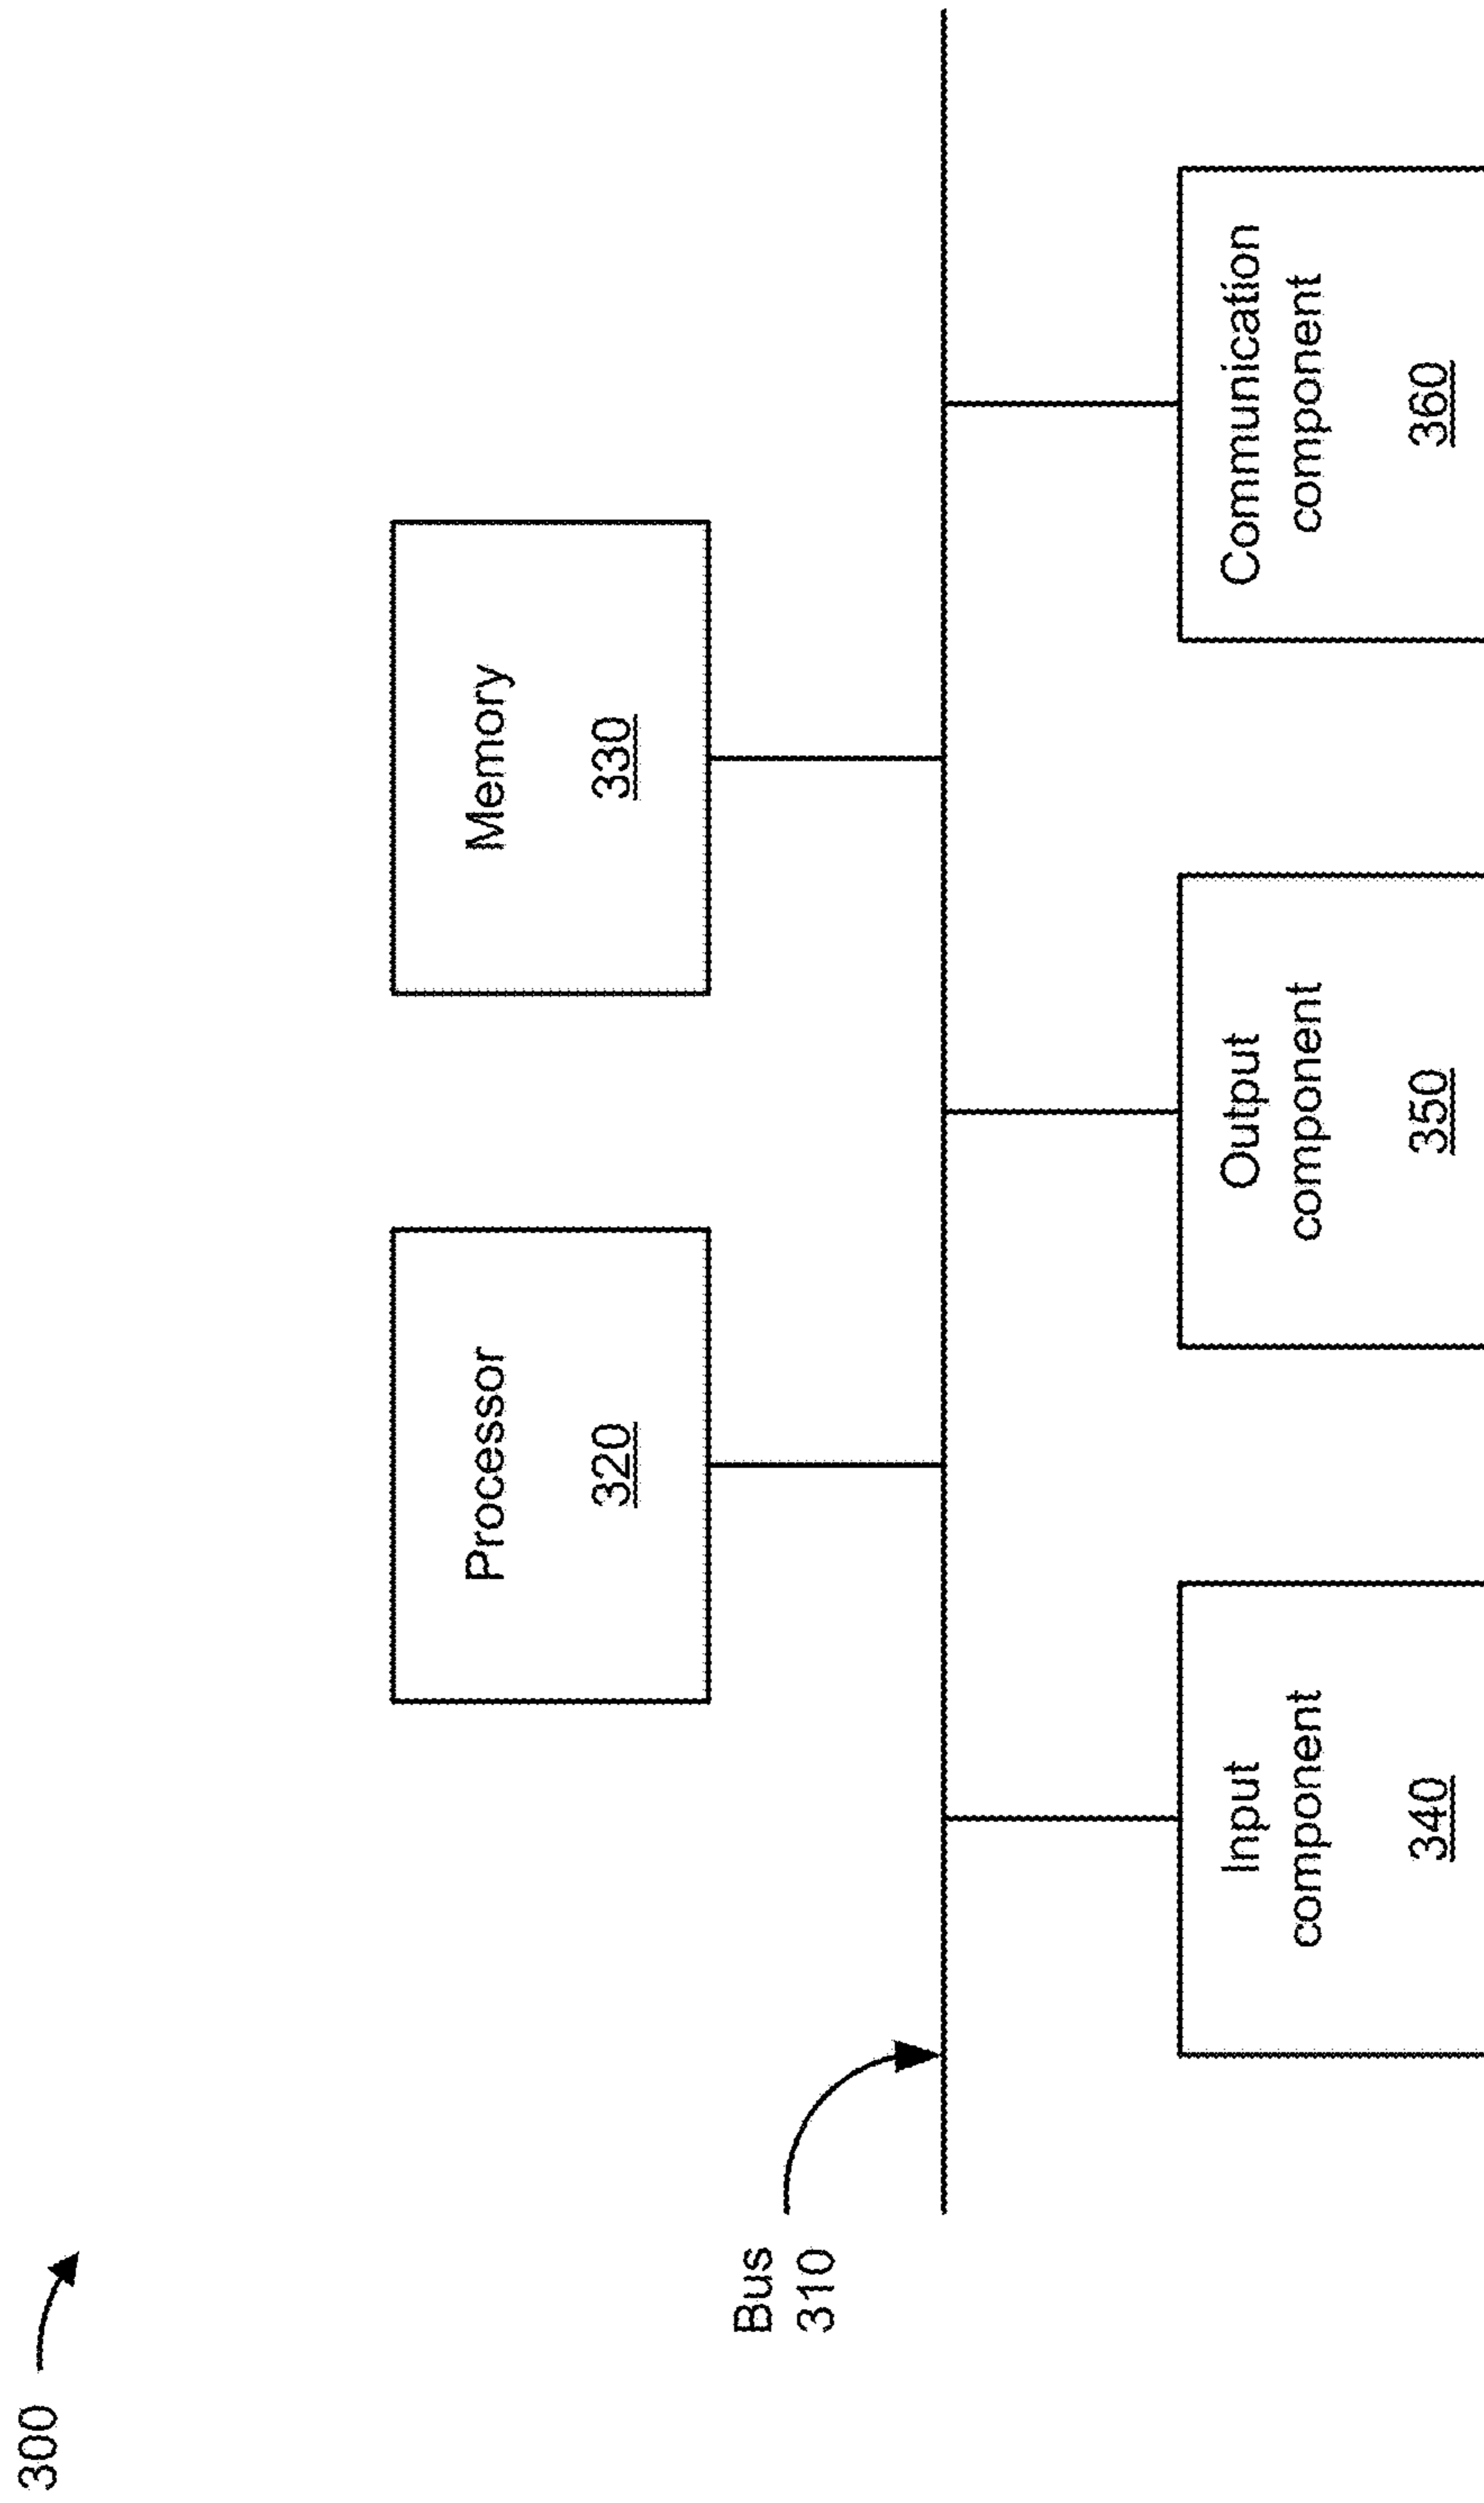 300
Processor
320
Memory
330
Bus
310
Input
component
340
Output
component
350
Communication
component
360